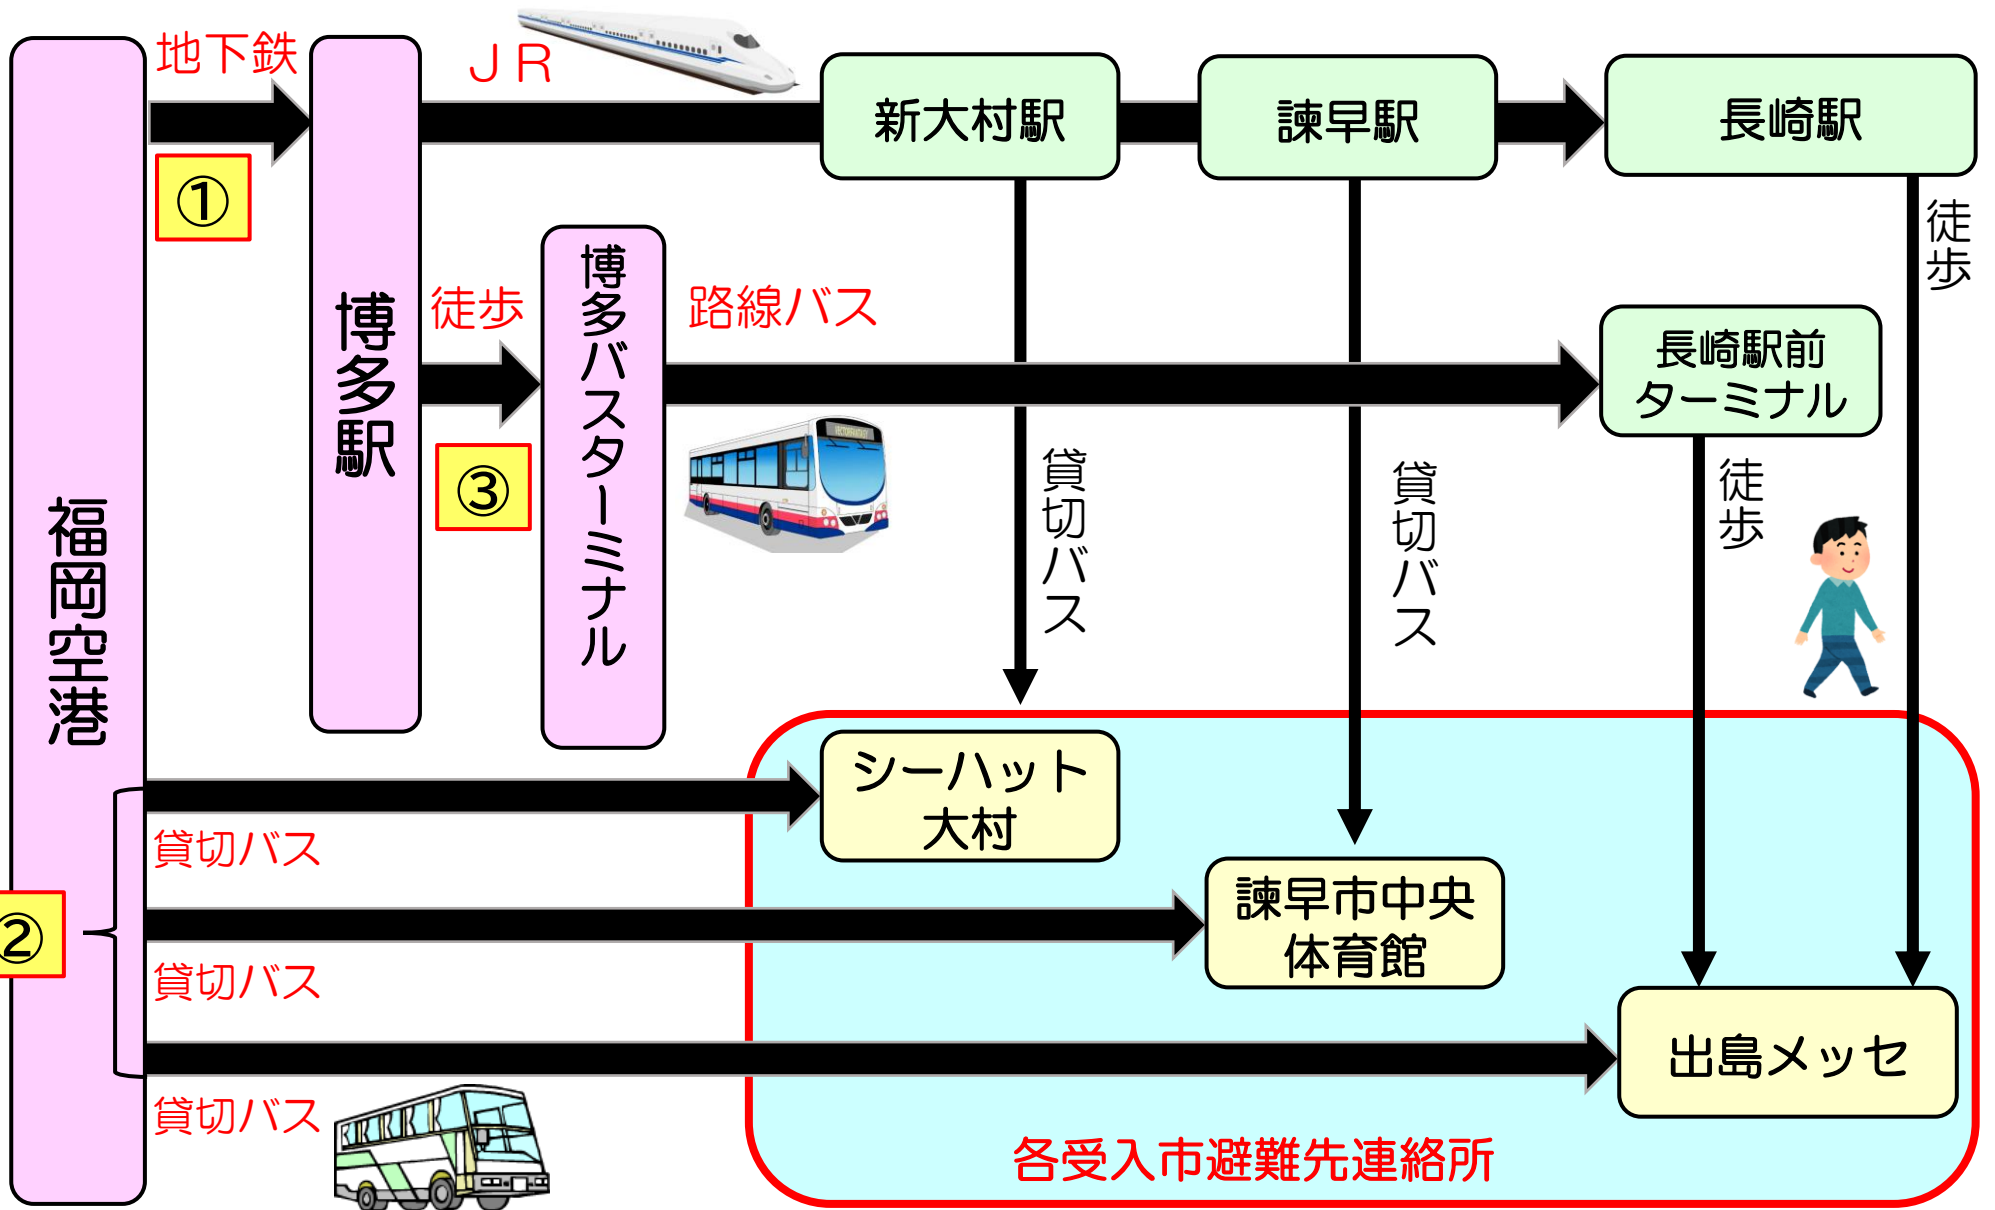 地下鉄
JR
新大村駅
諫早駅
長崎駅
①
徒歩
福岡空港
博多駅
徒歩
博多バスターミナル
路線バス
長崎駅前
ターミナル
③
貸切バス
貸切バス
徒歩
シーハット
大村
貸切バス
諫早市中央
体育館
②
貸切バス
出島メッセ
貸切バス
各受入市避難先連絡所